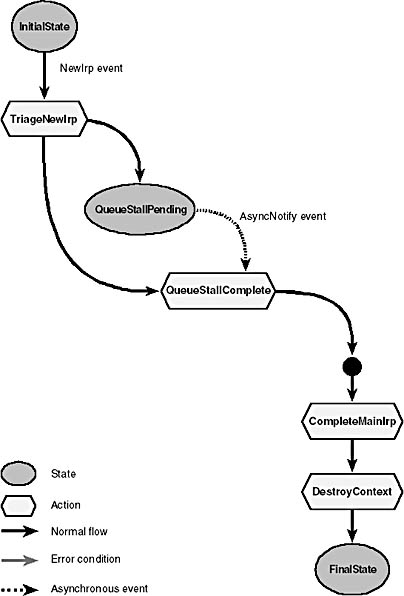 InitialState
NewIrp event
TriageNewIrp
QueueStallPending
AsyncNotify event
QueueStallComplete
CompleteMainIrp
DestroyContext
FinalState
State
Action
Normal flow
Error condition
Asynchronous event